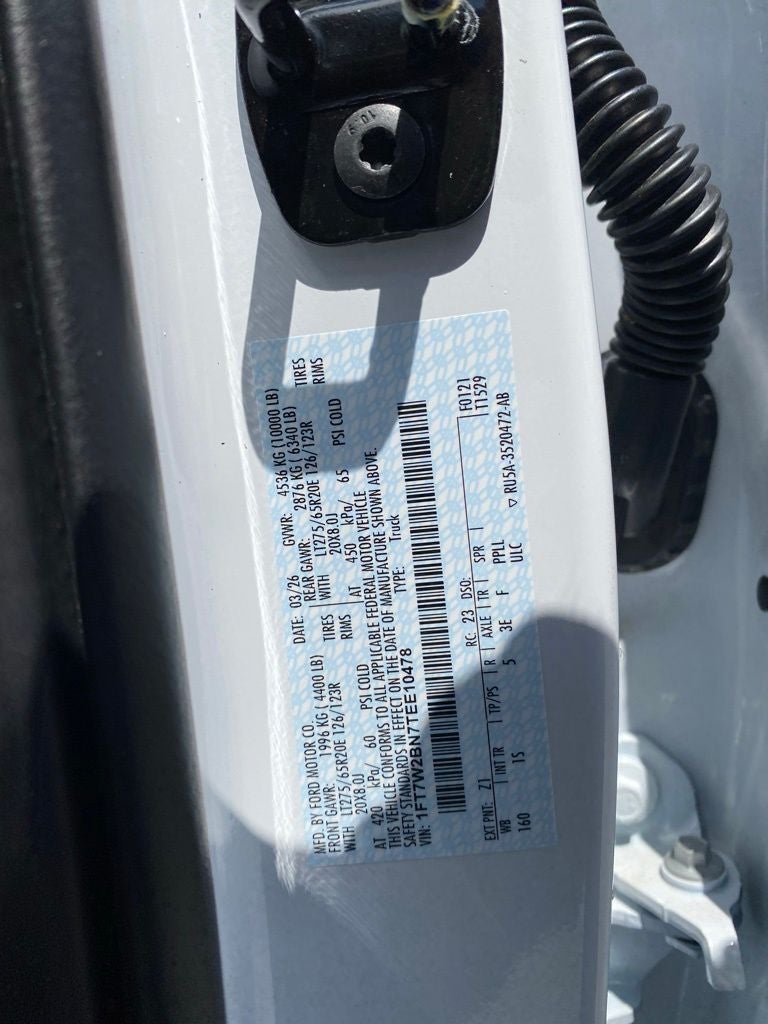 10.9
MFD. BY FORD MOTOR CO.
DATE: 03/26 GVWR: 4536 KG (10000 LB)
FRONT GAWR: 1996 KG ( 4400 LB) REAR GAWR: 2876 KG ( 6340 LB)
WITH LT275/65R20E 126/123R TIRES WITH LT275/65R20E 126/123R TIRES
20X8.0J RIMS 20X8.0J RIMS
AT 420 kPa/ 60 PSI COLD AT 450 kPa/ 65 PSI COLD
THIS VEHICLE CONFORMS TO ALL APPLICABLE FEDERAL MOTOR VEHICLE
SAFETY STANDARDS IN EFFECT ON THE DATE OF MANUFACTURE SHOWN ABOVE.
VIN: 1FT7W2BN7TEE10478 TYPE: Truck
F0121
EXT PNT: Z1 RC: 23 DSO: T1529
WB INT TR TP/PS R AXLE TR SPR
160 IS 5 3E F PPLL
ULC ▽ RU5A-3520472-AB